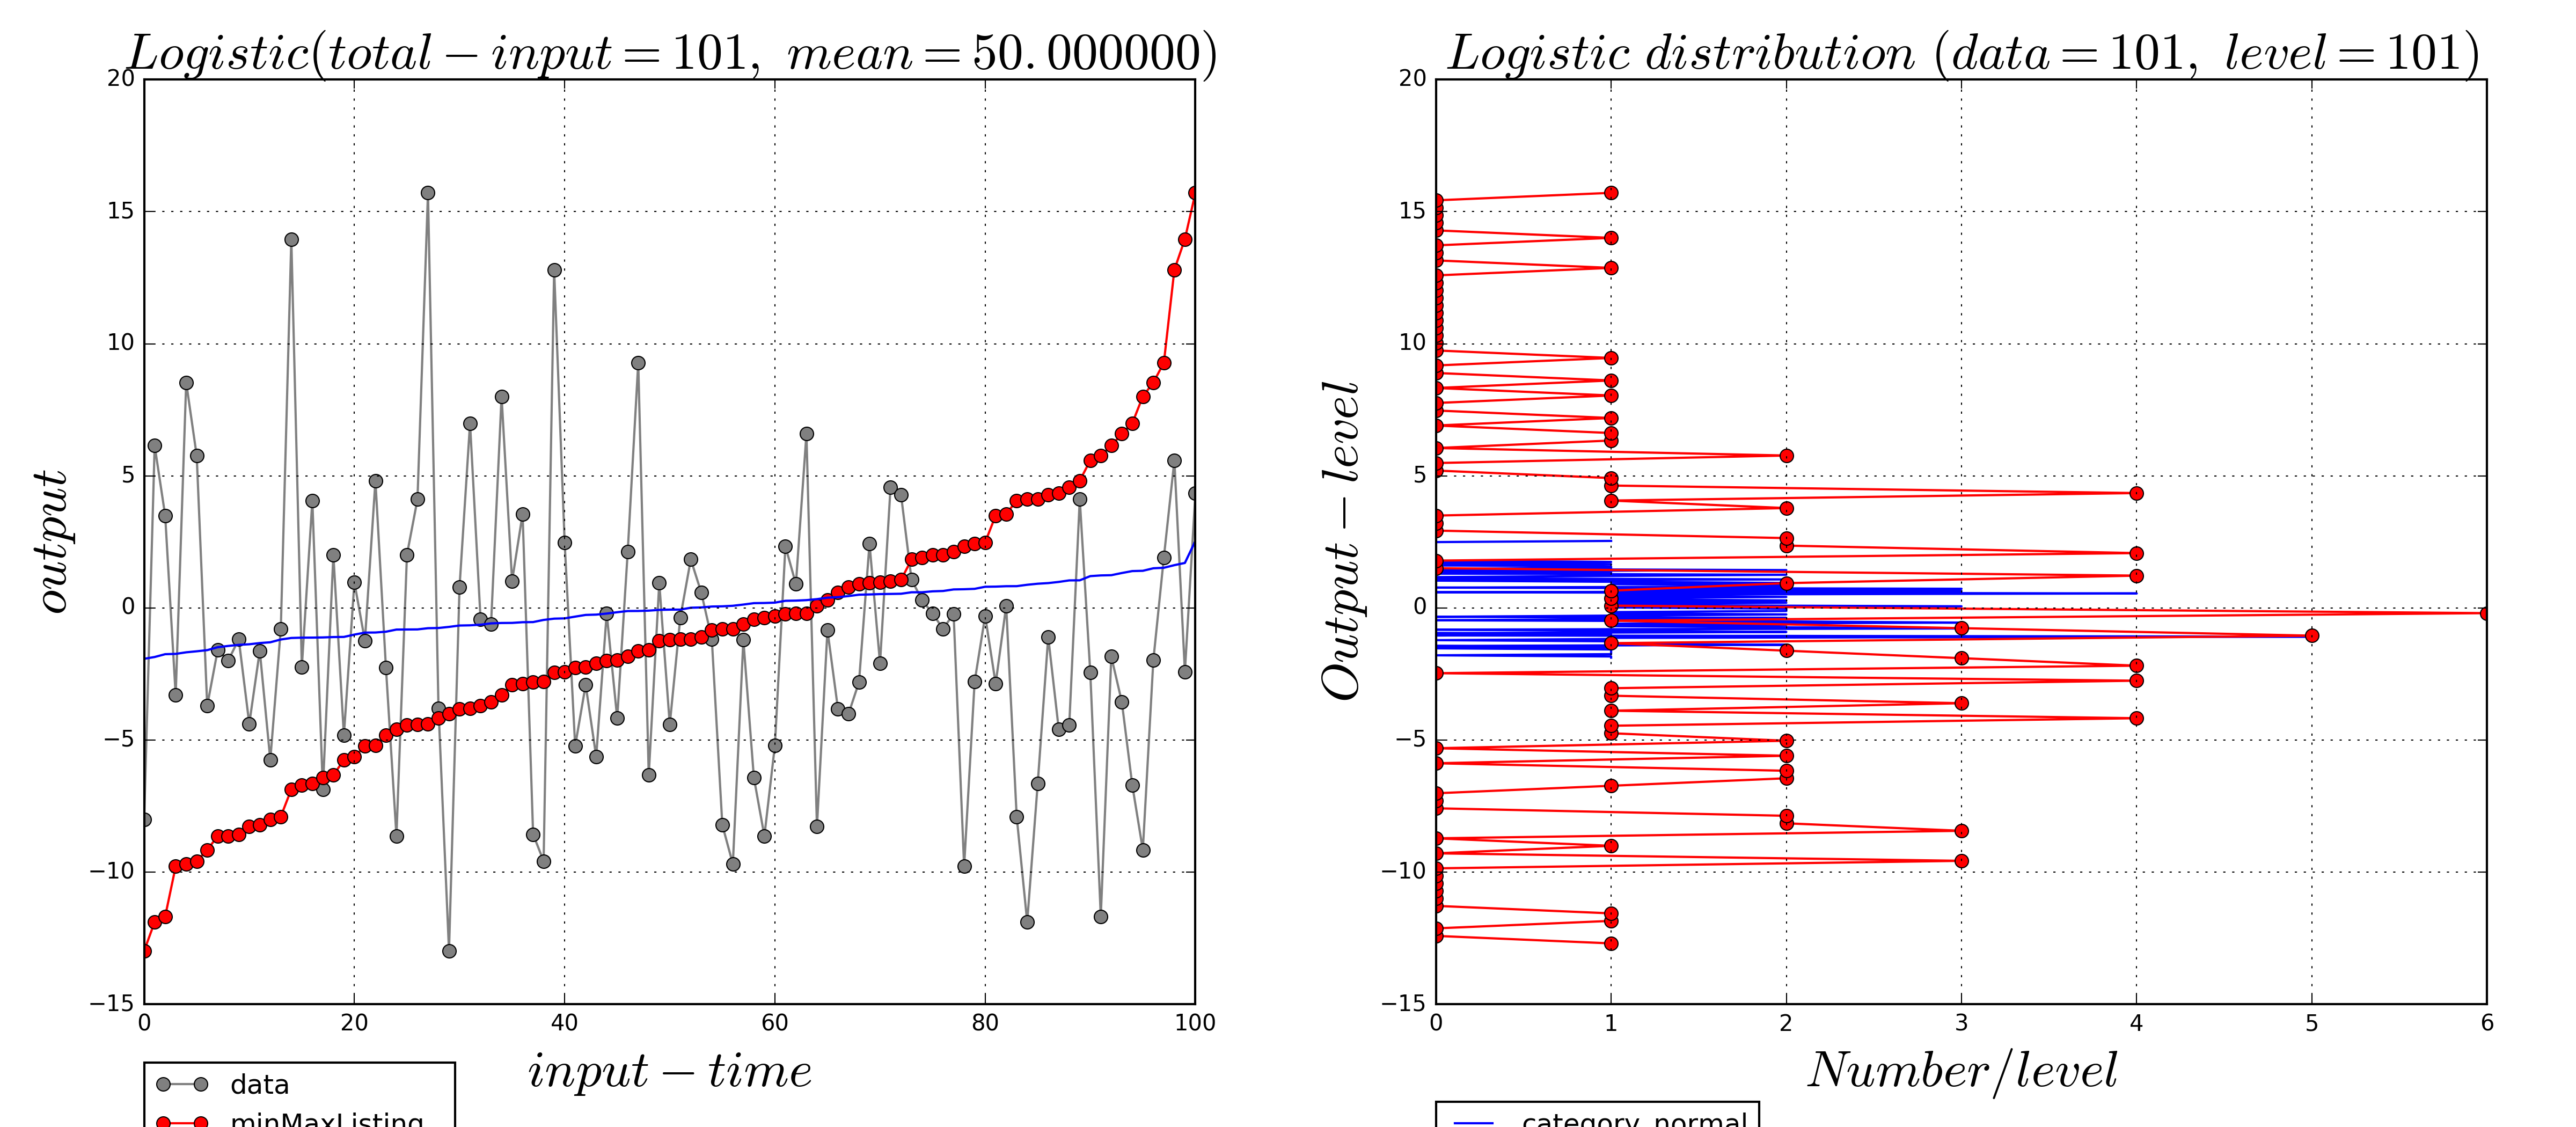 Logistic(total − input = 101, mean = 50.000000)
20
15
10
5
0
−5
−10
−15
output
0 20 40 60 80 100
input − time
data
minMaxListing
Logistic distribution (data = 101, level = 101)
20
15
10
5
0
−5
−10
−15
Output − level
0 1 2 3 4 5 6
Number/level
category_normal